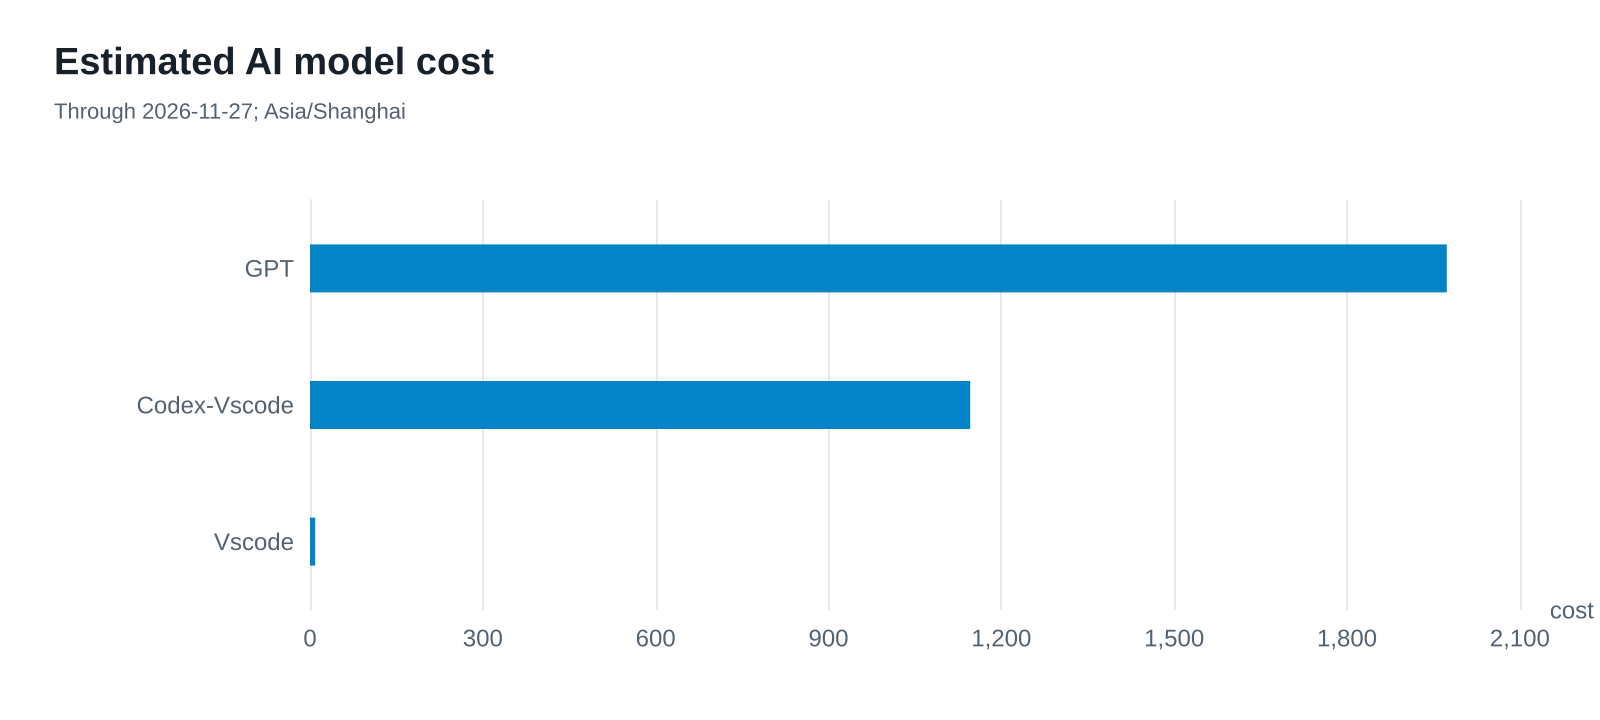 Estimated AI model cost
Through 2026-11-27; Asia/Shanghai
GPT
Codex-Vscode
Vscode
cost
0 300 600 900 1,200 1,500 1,800 2,100